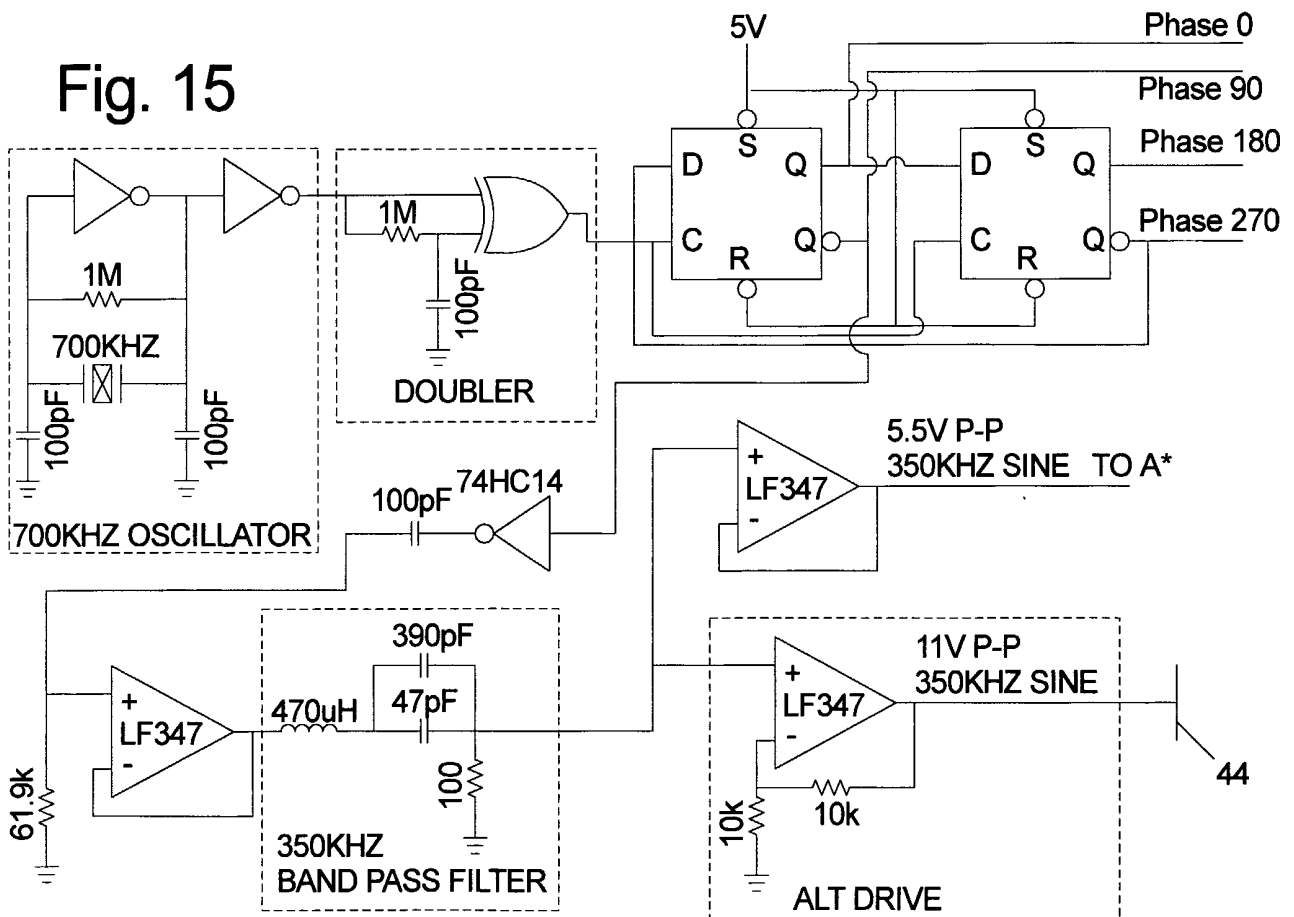 Fig. 15
5V
Phase 0
Phase 90
Phase 180
Phase 270
S
D
Q
C
Q
R
S
D
Q
C
Q
R
1M
700KHZ
100pF
100pF
700KHZ OSCILLATOR
1M
100pF
DOUBLER
74HC14
100pF
61.9k
+
LF347
-
470uH
390pF
47pF
100
350KHZ
BAND PASS FILTER
+
LF347
-
5.5V P-P
350KHZ SINE TO A*
+
LF347
-
11V P-P
350KHZ SINE
10k
10k
ALT DRIVE
44